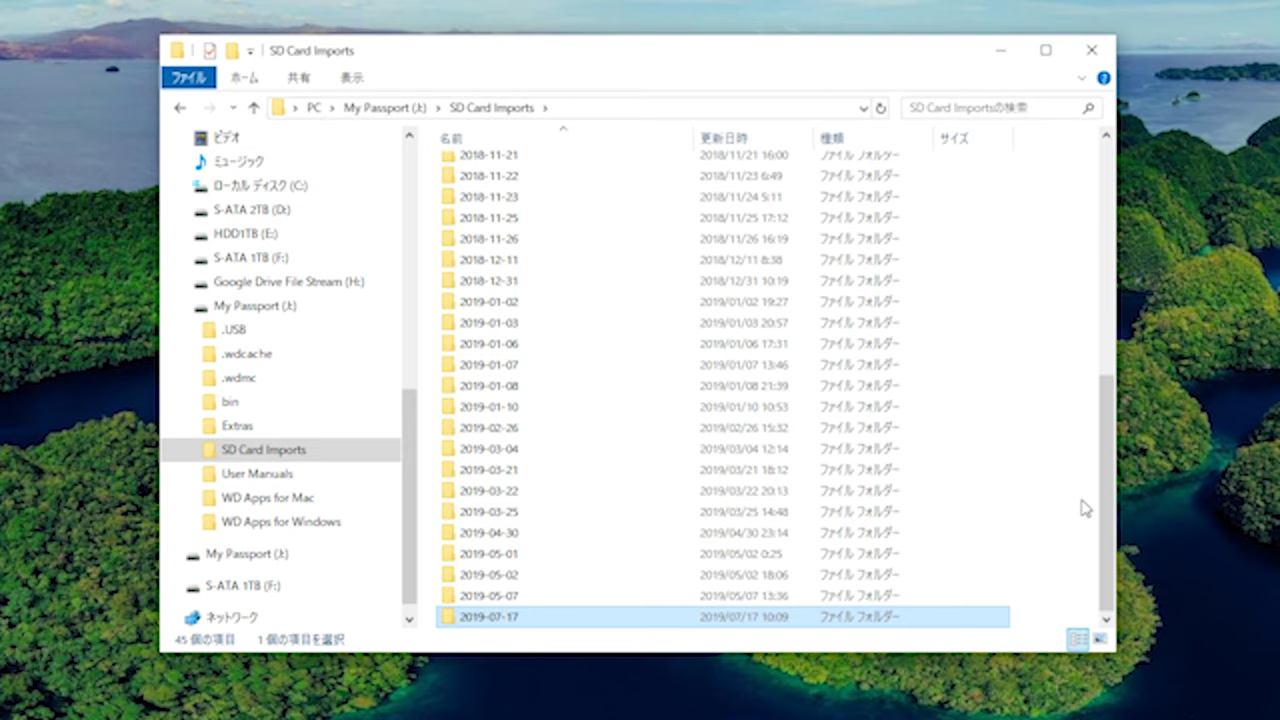 SD Card Imports
ファイル ホーム 共有 表示
PC My Passport (J:) SD Card Imports SD Card Importsの検索
ビデオ
ミュージック
ローカル ディスク (C:)
S-ATA 2TB (D:)
HDD1TB (E:)
S-ATA 1TB (F:)
Google Drive File Stream (H:)
My Passport (J:)
.USB
.wdcache
.wdmc
bin
Extras
SD Card Imports
User Manuals
WD Apps for Mac
WD Apps for Windows
My Passport (J:)
S-ATA 1TB (F:)
ネットワーク
名前 更新日時 種類 サイズ
2018-11-21 2018/11/21 16:00 ファイル フォルダー
2018-11-22 2018/11/23 6:49 ファイル フォルダー
2018-11-23 2018/11/24 5:11 ファイル フォルダー
2018-11-25 2018/11/25 17:12 ファイル フォルダー
2018-11-26 2018/11/26 16:19 ファイル フォルダー
2018-12-11 2018/12/11 8:38 ファイル フォルダー
2018-12-31 2018/12/31 10:19 ファイル フォルダー
2019-01-02 2019/01/02 19:27 ファイル フォルダー
2019-01-03 2019/01/03 20:57 ファイル フォルダー
2019-01-06 2019/01/06 17:31 ファイル フォルダー
2019-01-07 2019/01/07 13:46 ファイル フォルダー
2019-01-08 2019/01/08 21:39 ファイル フォルダー
2019-01-10 2019/01/10 10:53 ファイル フォルダー
2019-02-26 2019/02/26 15:32 ファイル フォルダー
2019-03-04 2019/03/04 12:14 ファイル フォルダー
2019-03-21 2019/03/21 18:12 ファイル フォルダー
2019-03-22 2019/03/22 20:13 ファイル フォルダー
2019-03-25 2019/03/25 14:48 ファイル フォルダー
2019-04-30 2019/04/30 23:14 ファイル フォルダー
2019-05-01 2019/05/02 0:25 ファイル フォルダー
2019-05-02 2019/05/02 18:06 ファイル フォルダー
2019-05-07 2019/05/07 13:36 ファイル フォルダー
2019-07-17 2019/07/17 10:09 ファイル フォルダー
45 個の項目 1 個の項目を選択